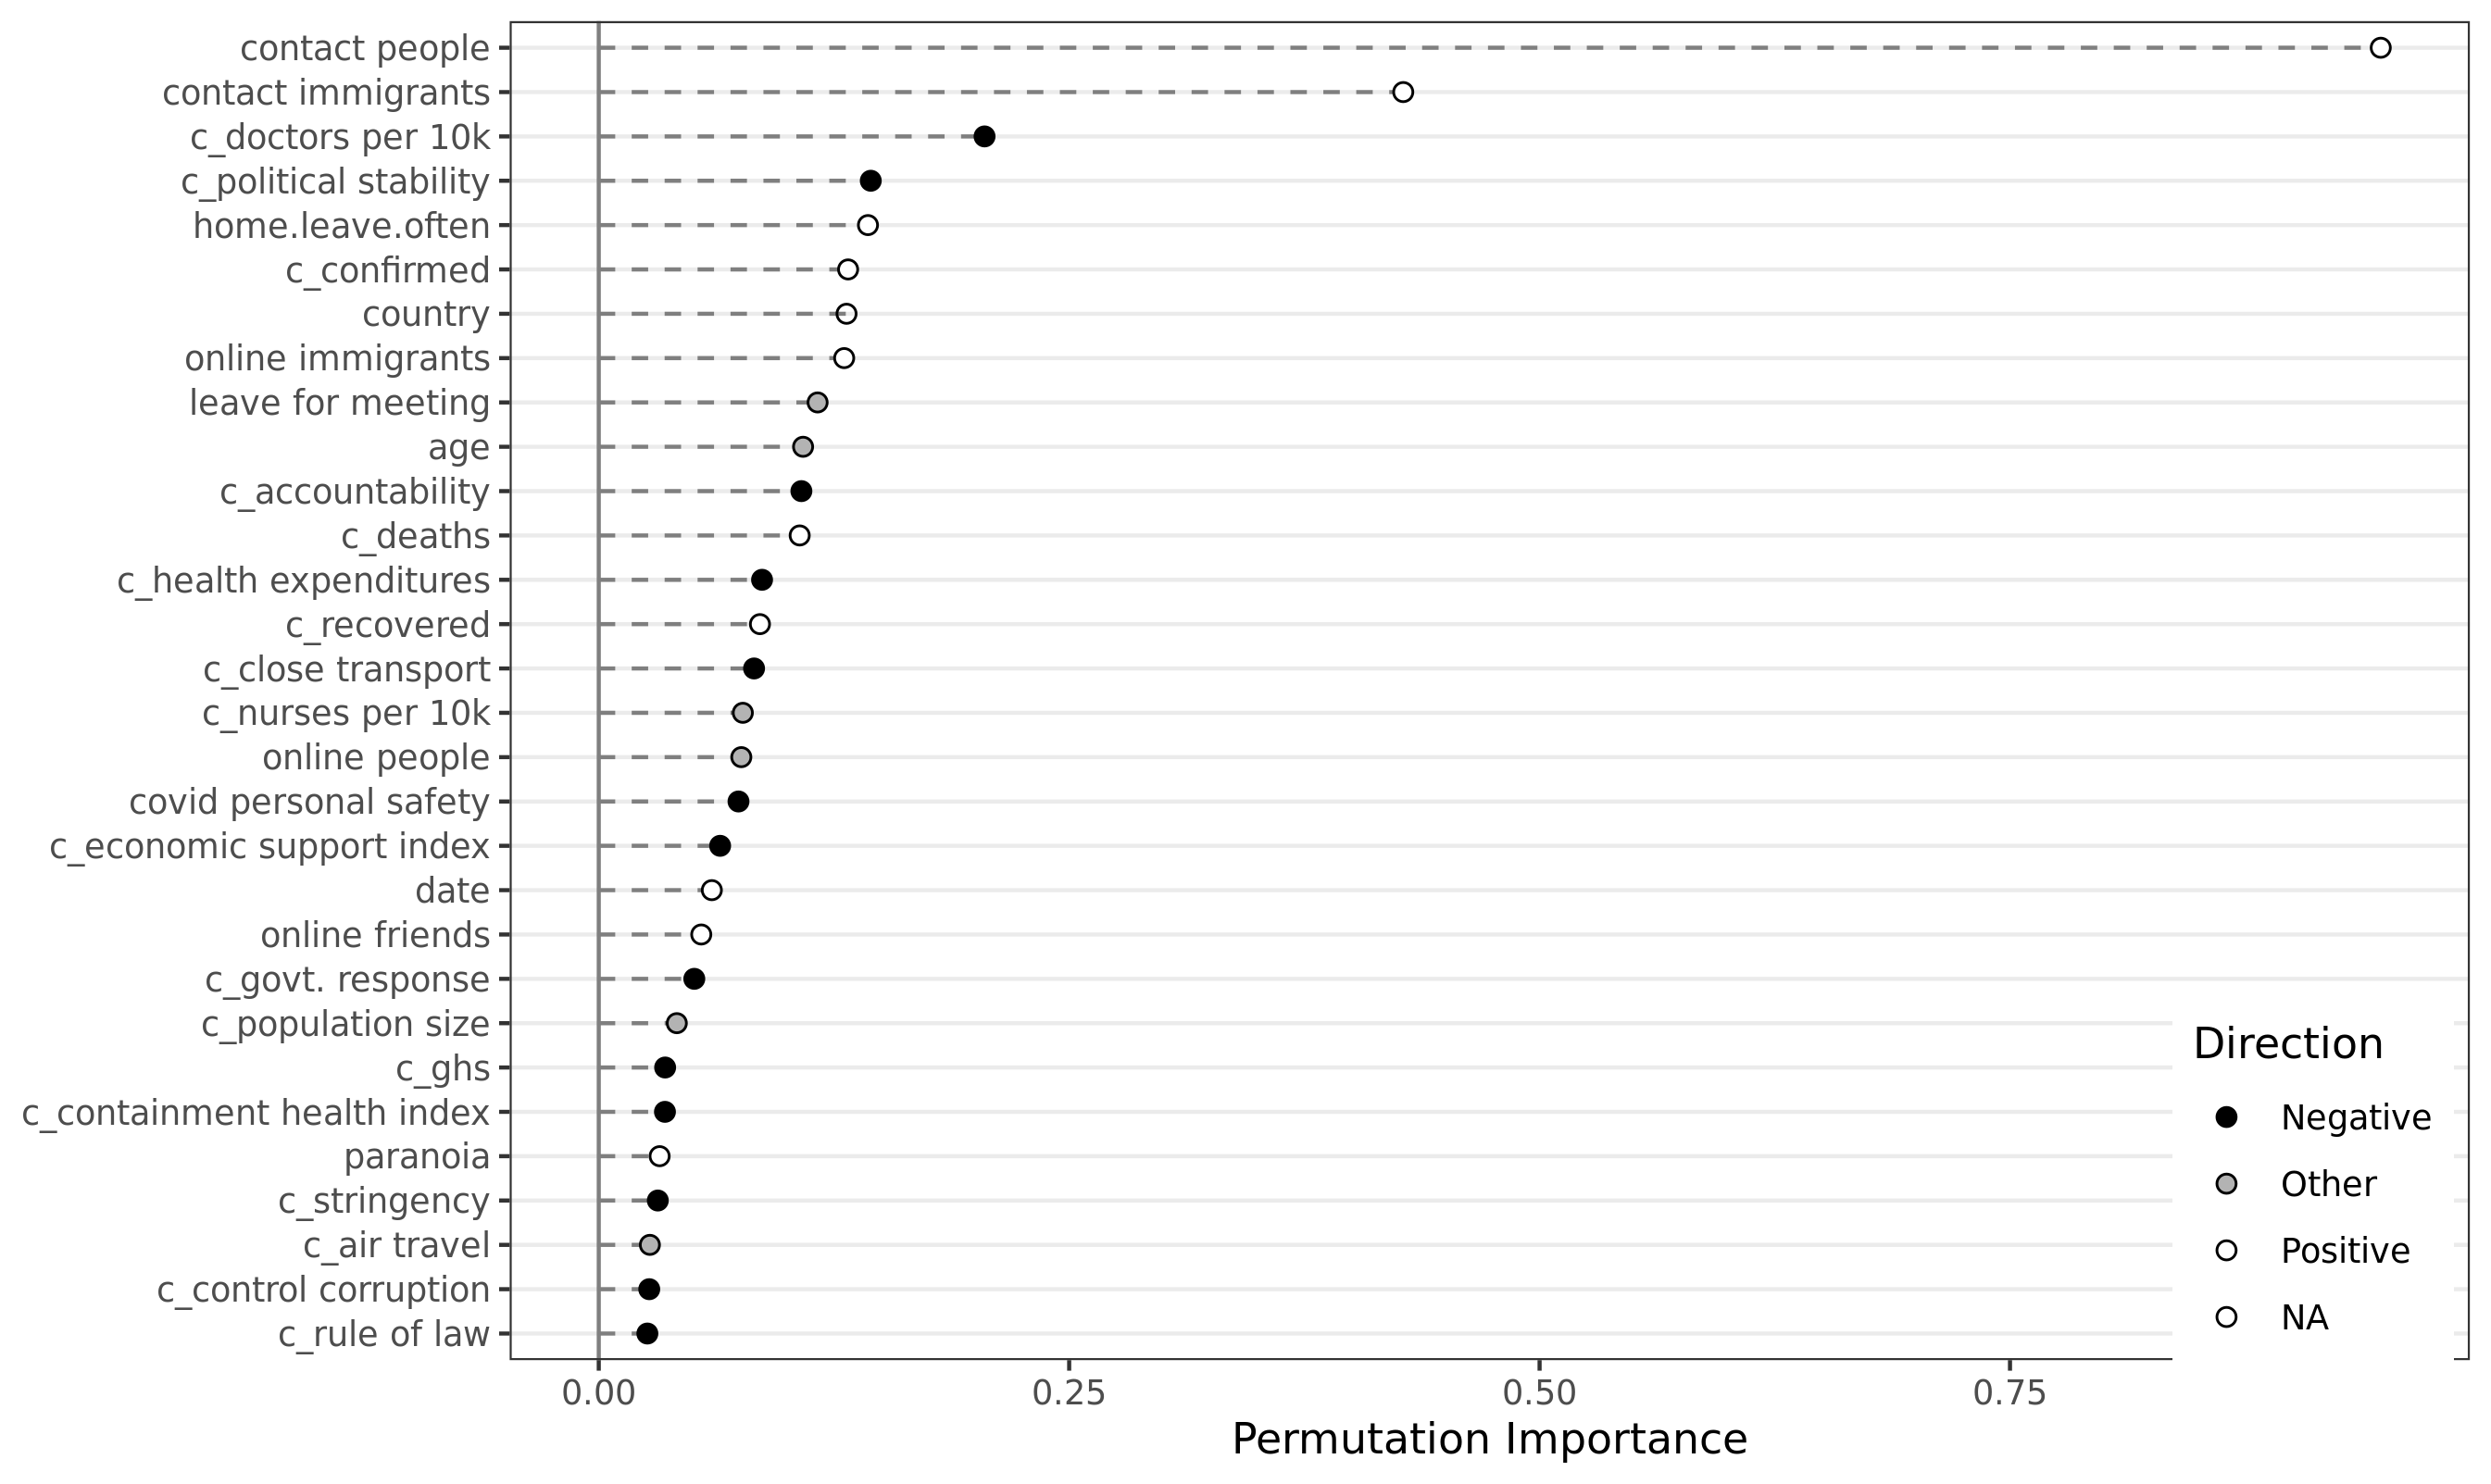 contact people
contact immigrants
c_doctors per 10k
c_political stability
home.leave.often
c_confirmed
country
online immigrants
leave for meeting
age
c_accountability
c_deaths
c_health expenditures
c_recovered
c_close transport
c_nurses per 10k
online people
covid personal safety
c_economic support index
date
online friends
c_govt. response
c_population size
c_ghs
c_containment health index
paranoia
c_stringency
c_air travel
c_control corruption
c_rule of law
Direction
Negative
Other
Positive
NA
0.00 0.25 0.50 0.75
Permutation Importance